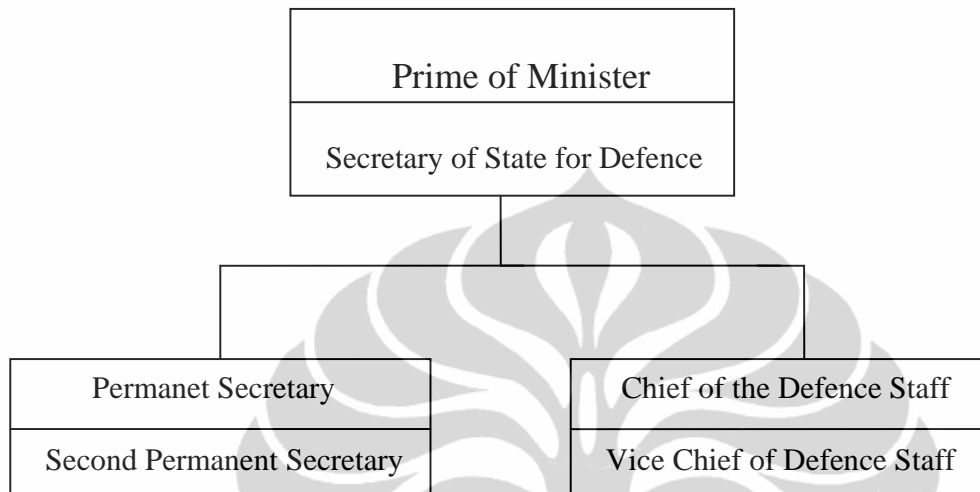 Prime of Minister
Secretary of State for Defence
Permanet Secretary
Chief of the Defence Staff
Second Permanent Secretary
Vice Chief of Defence Staff